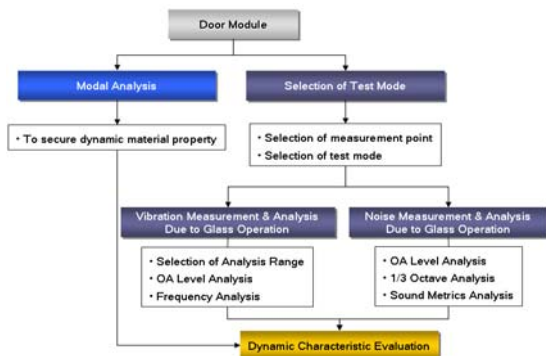 Door Module
Modal Analysis
Selection of Test Mode
• To secure dynamic material property
• Selection of measurement point
• Selection of test mode
Vibration Measurement & Analysis
Due to Glass Operation
Noise Measurement & Analysis
Due to Glass Operation
• Selection of Analysis Range
• OA Level Analysis
• Frequency Analysis
• OA Level Analysis
• 1/3 Octave Analysis
• Sound Metrics Analysis
Dynamic Characteristic Evaluation